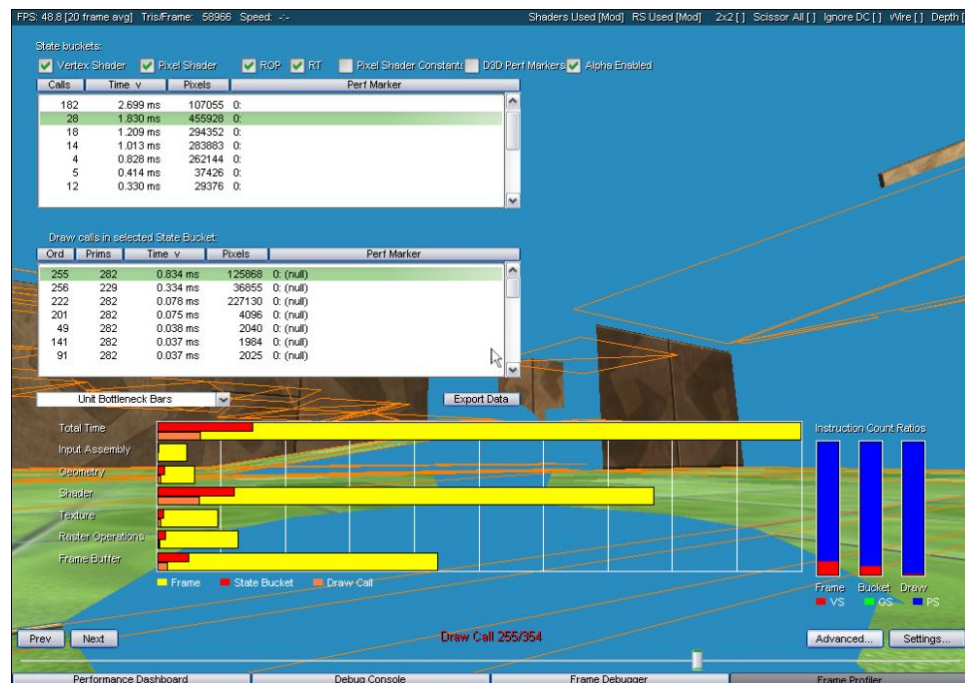 FPS: 48.8 [20 frame avg] Tris/Frame: 58966 Speed: -:- Shaders Used [Mod] RS Used [Mod] 2x2 [ ] Scissor All [ ] Ignore DC [ ] Wire [ ] Depth [
State buckets:
Vertex Shader Pixel Shader ROP RT Pixel Shader Constants D3D Perf Markers Alpha Enabled
Calls Time v Pixels Perf Marker
182 2.699 ms 107055 0:
28 1.830 ms 455928 0:
18 1.209 ms 294352 0:
14 1.013 ms 283883 0:
4 0.828 ms 262144 0:
5 0.414 ms 37426 0:
12 0.330 ms 29376 0:
Draw calls in selected State Bucket:
Ord Prims Time v Pixels Perf Marker
255 282 0.834 ms 125868 0: (null)
256 229 0.334 ms 36855 0: (null)
222 282 0.078 ms 227130 0: (null)
201 282 0.075 ms 4096 0: (null)
49 282 0.038 ms 2040 0: (null)
141 282 0.037 ms 1984 0: (null)
91 282 0.037 ms 2025 0: (null)
Unit Bottleneck Bars Export Data
Total Time Instruction Count Ratios
Input Assembly
Geometry
Shader
Texture
Raster Operations
Frame Buffer
Frame State Bucket Draw Call
Frame Bucket Draw
VS GS PS
Prev Next Draw Call 255/354 Advanced... Settings...
Performance Dashboard Debug Console Frame Debugger Frame Profiler